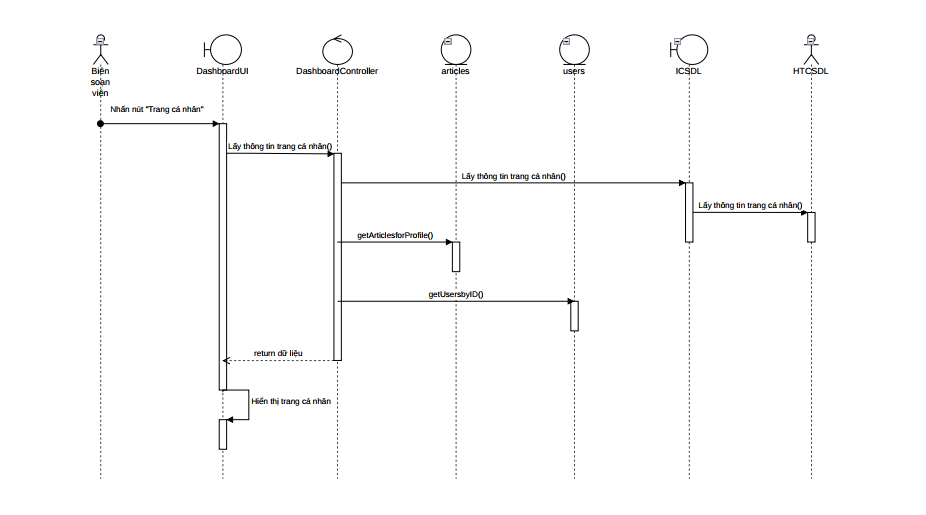 Biên
soạn
viên
DashboardUI
DashboardController
articles
users
ICSDL
HTCSDL
Nhấn nút "Trang cá nhân"
Lấy thông tin trang cá nhân()
Lấy thông tin trang cá nhân()
Lấy thông tin trang cá nhân()
getArticlesforProfile()
getUsersbyID()
return dữ liệu
Hiển thị trang cá nhân